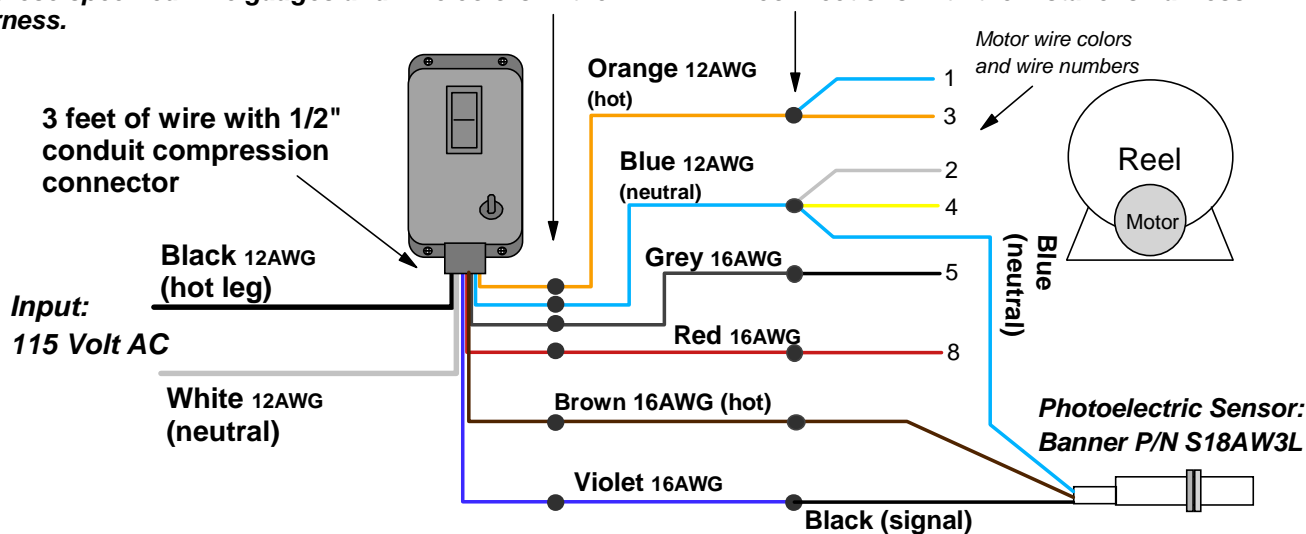 rness.
Motor wire colors
and wire numbers
Orange 12AWG
(hot)
1
3
3 feet of wire with 1/2"
conduit compression
connector
Blue 12AWG
(neutral)
2
4
Reel
Motor
Black 12AWG
(hot leg)
Grey 16AWG
5
Blue
(neutral)
Input:
115 Volt AC
Red 16AWG
8
White 12AWG
(neutral)
Brown 16AWG (hot)
Photoelectric Sensor:
Banner P/N S18AW3L
Violet 16AWG
Black (signal)